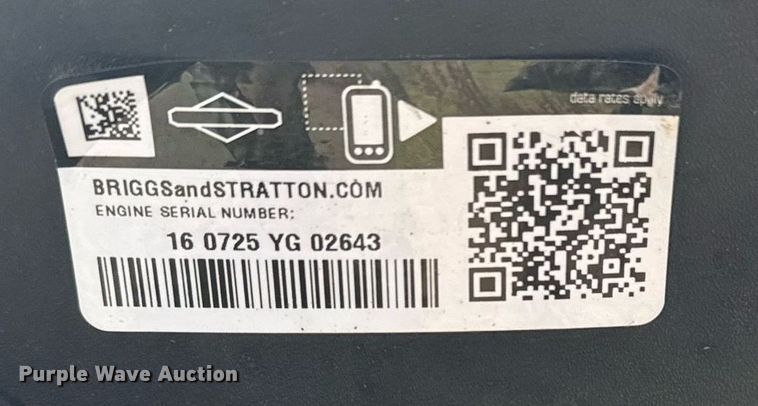 data rates apply
BRIGGSandSTRATTON.COM
ENGINE SERIAL NUMBER:
16 0725 YG 02643
Purple Wave Auction